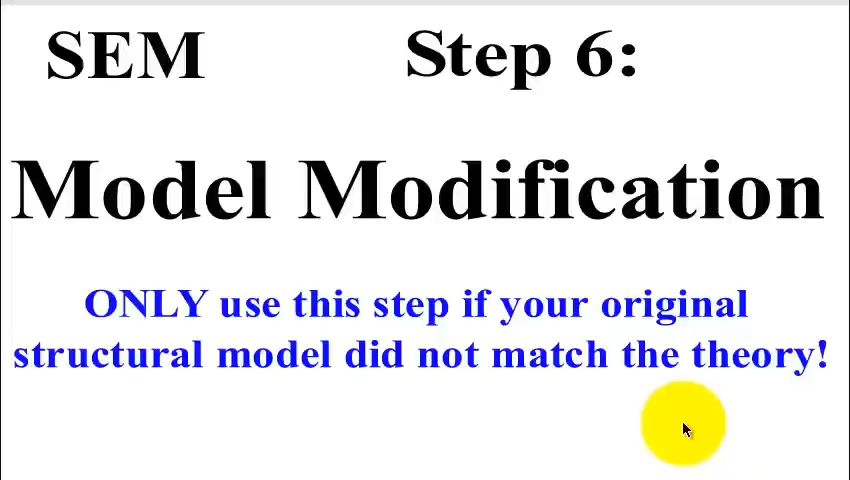 SEM Step 6:
Model Modification
ONLY use this step if your original
structural model did not match the theory!